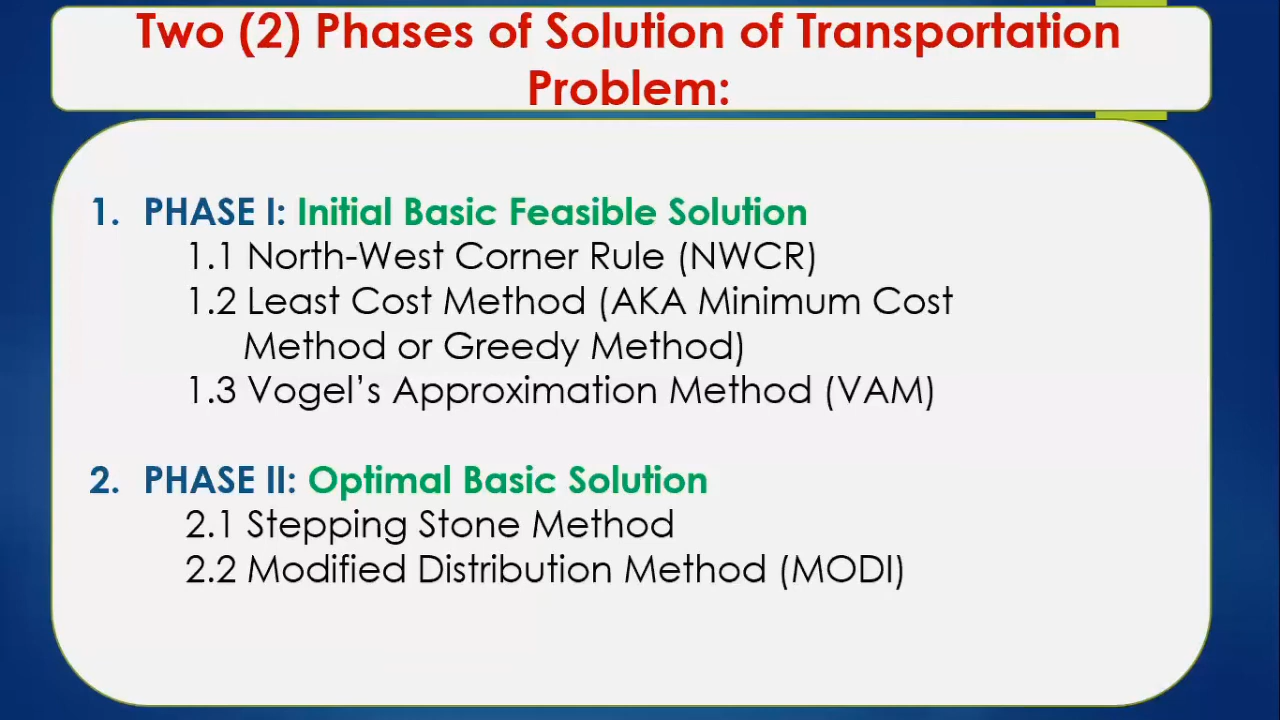 Two (2) Phases of Solution of Transportation
Problem:
1. PHASE I: Initial Basic Feasible Solution
1.1 North-West Corner Rule (NWCR)
1.2 Least Cost Method (AKA Minimum Cost
Method or Greedy Method)
1.3 Vogel’s Approximation Method (VAM)
2. PHASE II: Optimal Basic Solution
2.1 Stepping Stone Method
2.2 Modified Distribution Method (MODI)